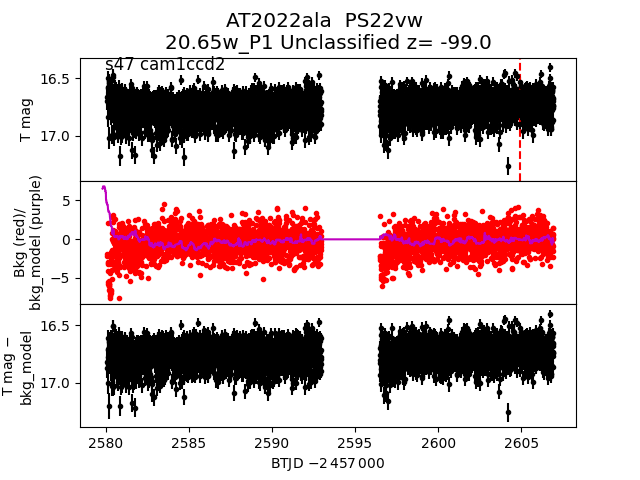 AT2022ala  PS22vw
20.65w_P1 Unclassified z= -99.0
s47 cam1ccd2
16.5
17.0
T mag
5
0
−5
Bkg (red)/
bkg_model (purple)
16.5
17.0
T mag −
bkg_model
2580
2585
2590
2595
2600
2605
BTJD −2 457 000